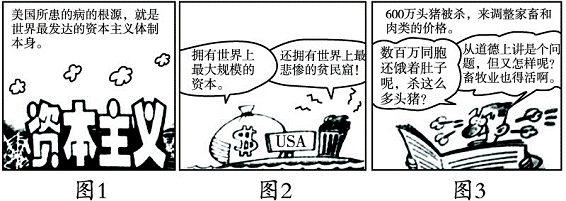 美国所患的病的根源，就是
世界最发达的资本主义体制
本身。
资本主义
拥有世界上
最大规模的
资本。
还拥有世界上最
悲惨的贫民窟！
$
USA
600万头猪被杀，来调整家畜和
肉类的价格。
数百万同胞
还饿着肚子
呢，杀这么
多头猪？
从道德上讲是个问
题，但又怎样呢？
畜牧业也得活啊。
图1
图2
图3